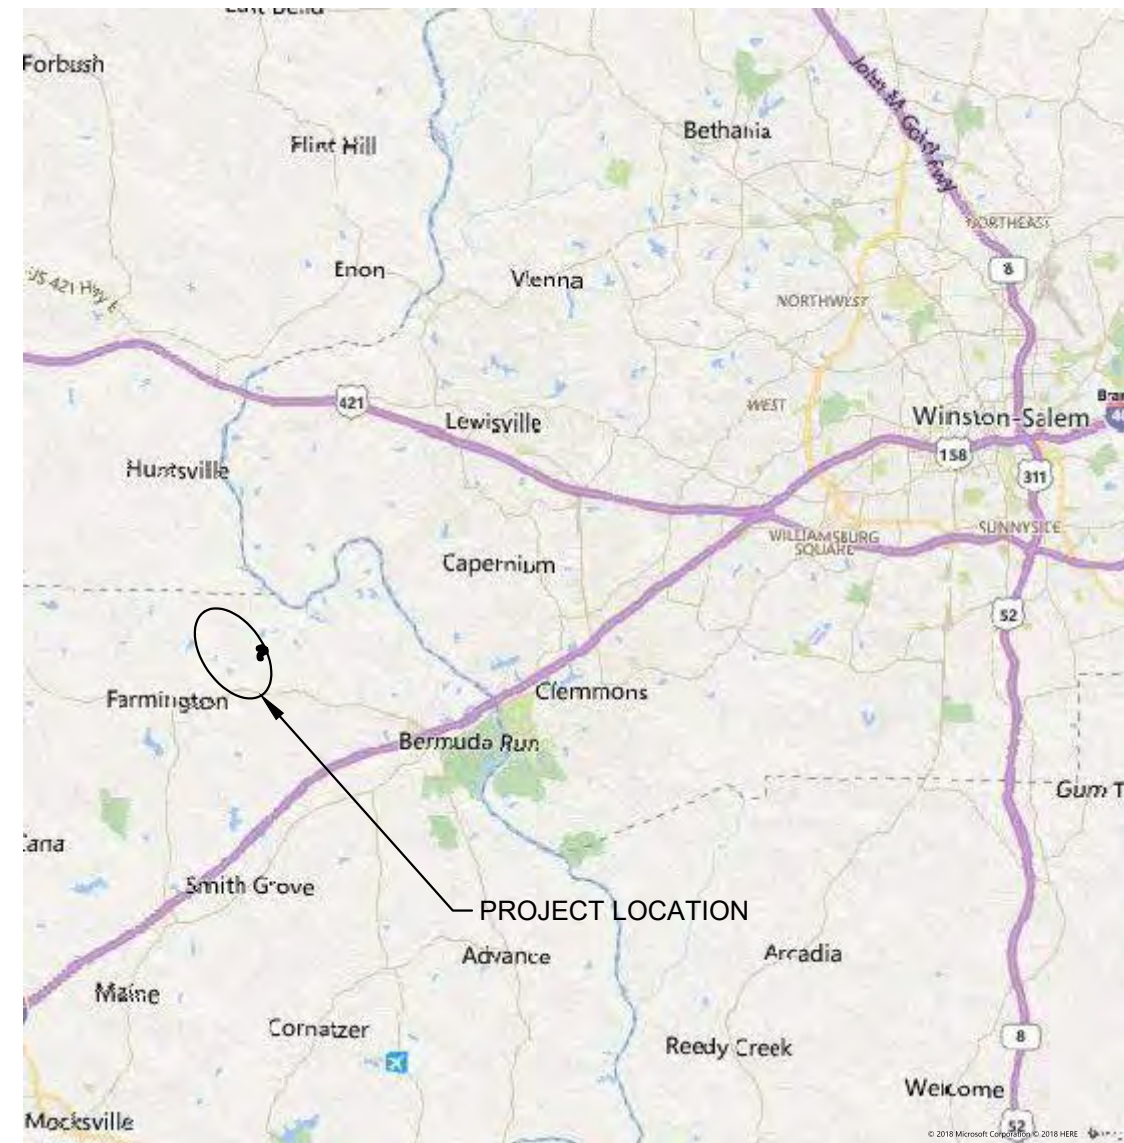 Forbush
Bethania
Flint Hill
John M Gold Fwy
NORTHEAST
8
Enon
Vienna
US 421 Hwy E
NORTHWEST
421
WEST
Lewisville
Winston-Salem
158
Huntsville
311
SUNNYSIDE
WILLIAMSBURG
SQUARE
Capernium
52
Clemmons
Farmington
Bermuda Run
Gum T
Smith Grove
PROJECT LOCATION
Advance
Arcadia
Maine
Cornatzer
8
Reedy Creek
Welcome
Mocksville
52
© 2018 Microsoft Corporation © 2018 HERE